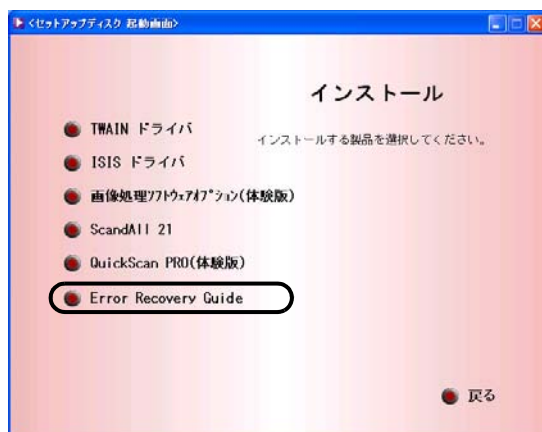 <セットアップディスク 起動画面>
インストール
インストールする製品を選択してください。
TWAIN ドライバ
ISIS ドライバ
画像処理ソフトウェアオプション(体験版)
ScandAll 21
QuickScan PRO(体験版)
Error Recovery Guide
戻る